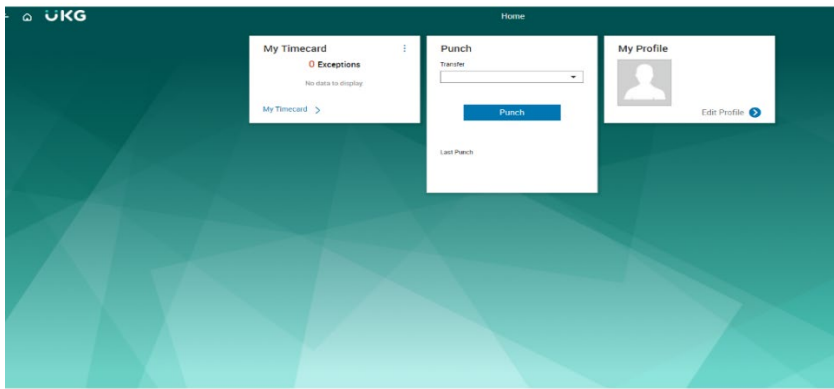 UKG
Home
My Timecard
0 Exceptions
No data to display
My Timecard
Punch
Transfer
Punch
Last Punch
My Profile
Edit Profile